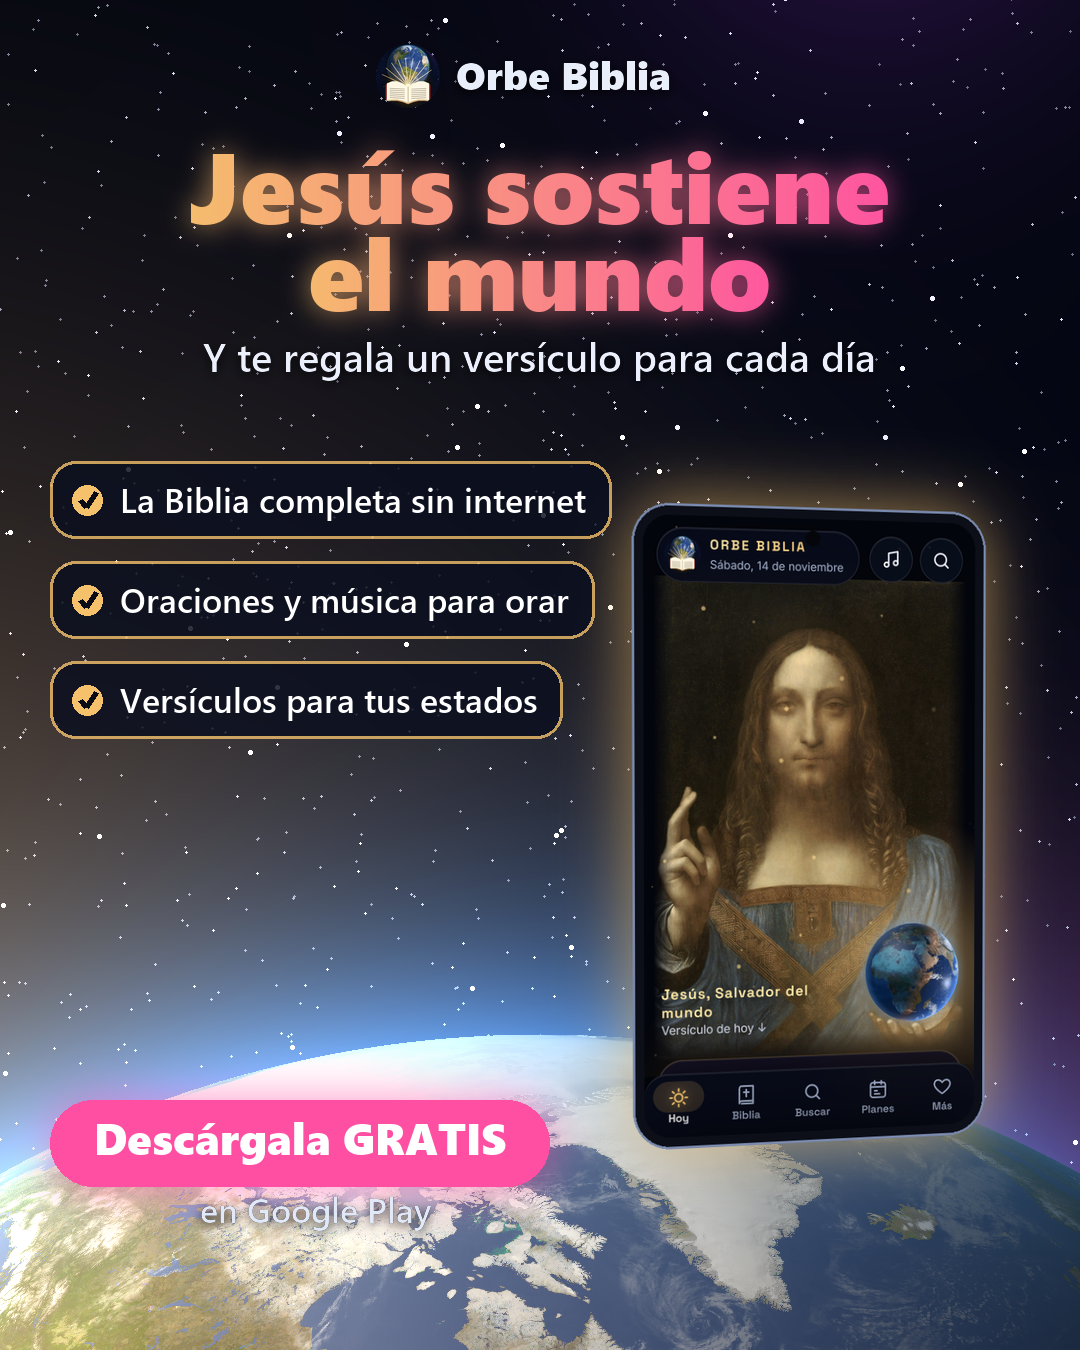 Orbe Biblia
Jesús sostiene
el mundo
Y te regala un versículo para cada día
La Biblia completa sin internet
Oraciones y música para orar
Versículos para tus estados
ORBE BIBLIA
Sábado, 14 de noviembre
Jesús, Salvador del
mundo
Versículo de hoy ↓
Hoy
Biblia
Buscar
Planes
Más
Descárgala GRATIS
en Google Play